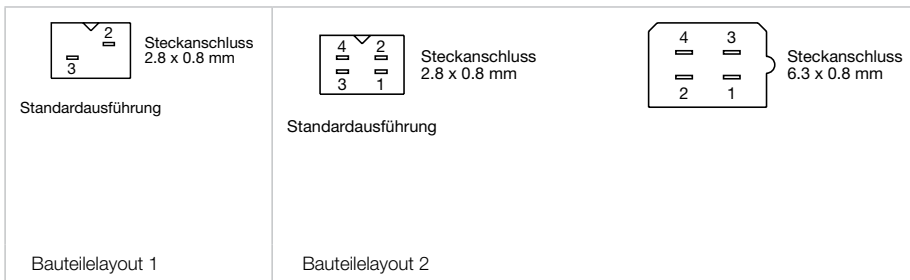 2
3
Steckanschluss
2.8 x 0.8 mm
Standardausführung
Bauteilelayout 1
4 2
3 1
Steckanschluss
2.8 x 0.8 mm
Standardausführung
4 3
2 1
Steckanschluss
6.3 x 0.8 mm
Bauteilelayout 2